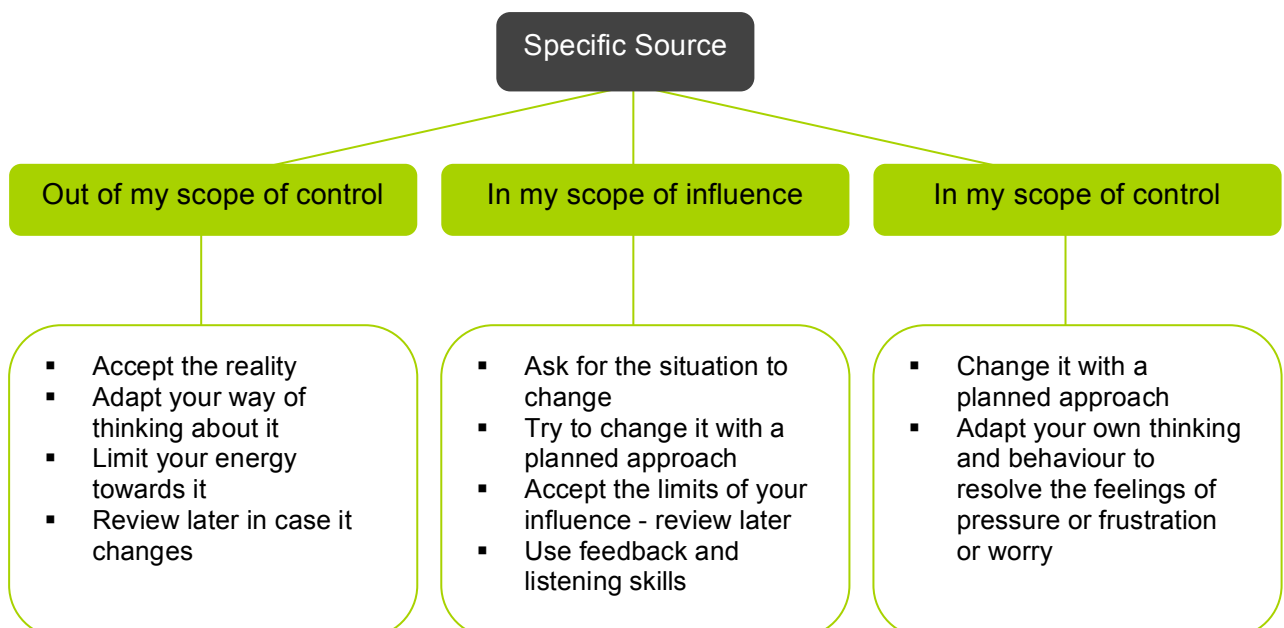 Specific Source
Out of my scope of control
In my scope of influence
In my scope of control
▪ Accept the reality
▪ Adapt your way of
thinking about it
▪ Limit your energy
towards it
▪ Review later in case it
changes
▪ Ask for the situation to
change
▪ Try to change it with a
planned approach
▪ Accept the limits of your
influence - review later
▪ Use feedback and
listening skills
▪ Change it with a
planned approach
▪ Adapt your own thinking
and behaviour to
resolve the feelings of
pressure or frustration
or worry